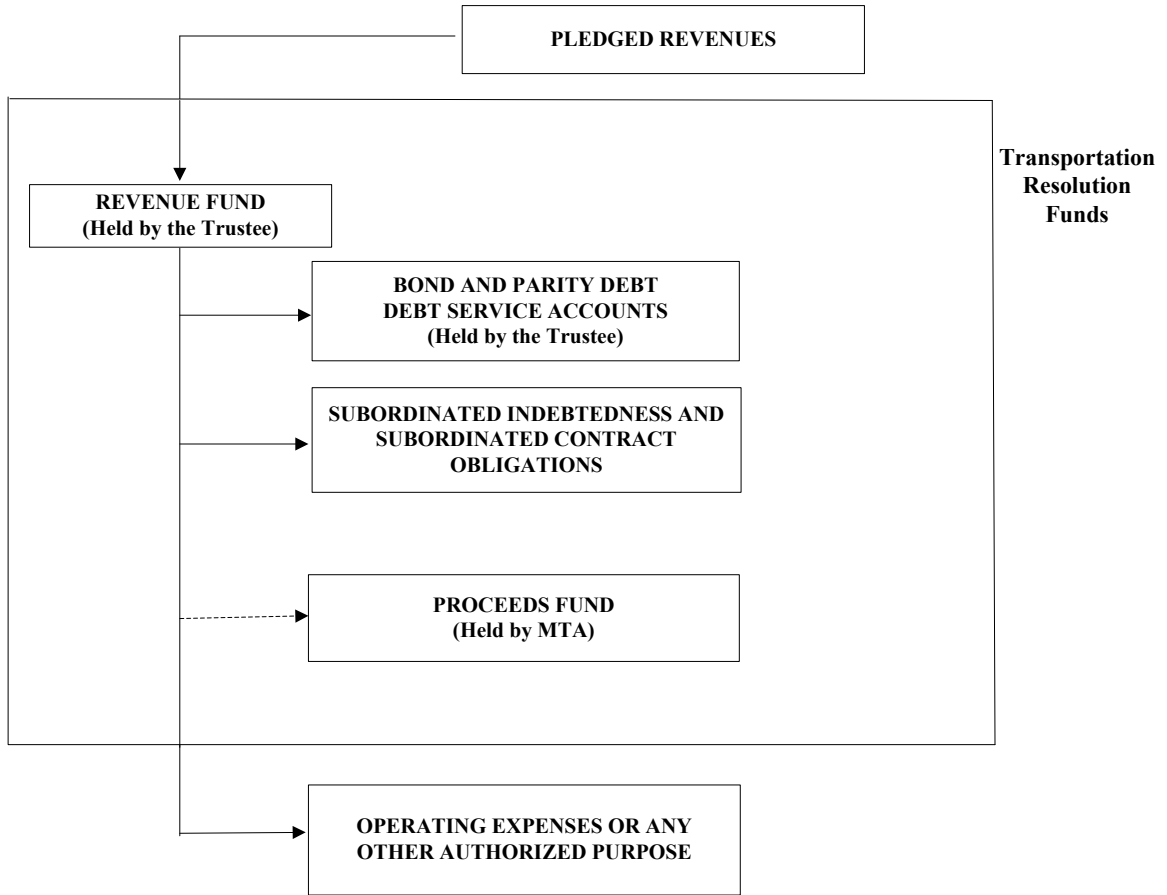 PLEDGED REVENUES
Transportation
Resolution
Funds
REVENUE FUND
(Held by the Trustee)
BOND AND PARITY DEBT
DEBT SERVICE ACCOUNTS
(Held by the Trustee)
SUBORDINATED INDEBTEDNESS AND
SUBORDINATED CONTRACT
OBLIGATIONS
PROCEEDS FUND
(Held by MTA)
OPERATING EXPENSES OR ANY
OTHER AUTHORIZED PURPOSE